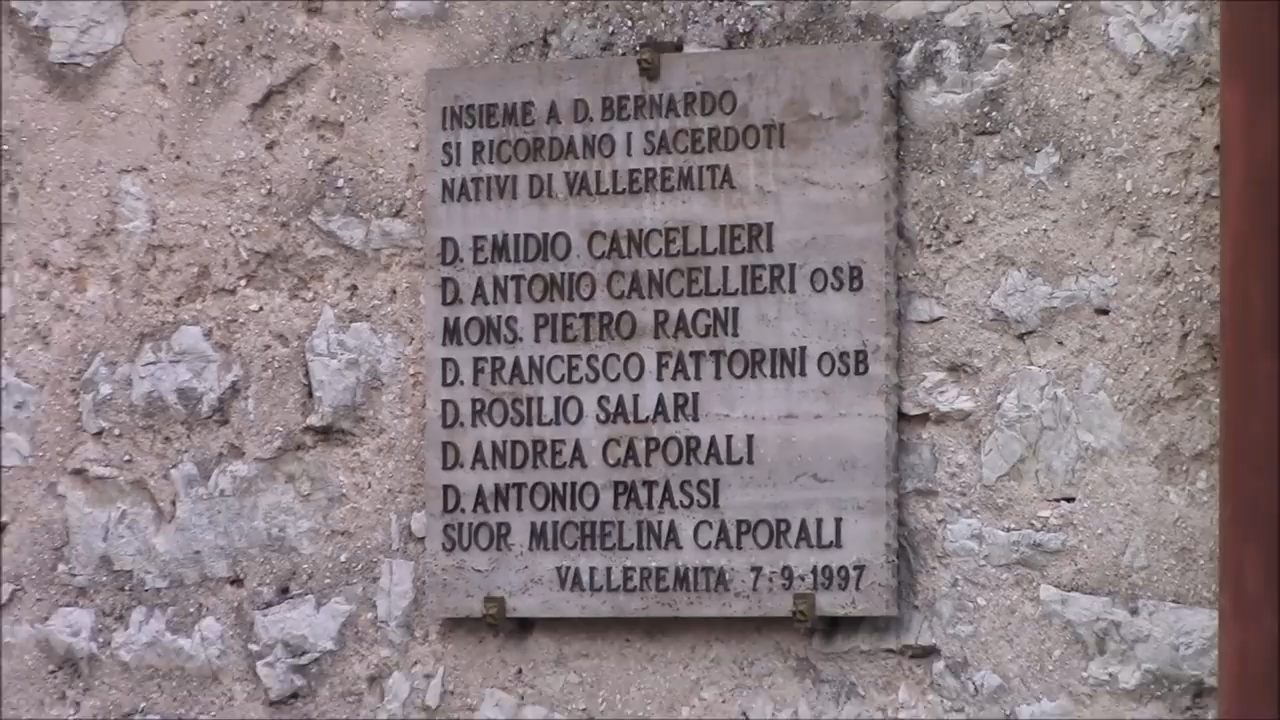 INSIEME A D. BERNARDO
SI RICORDANO I SACERDOTI
NATIVI DI VALLEREMITA
D. EMIDIO CANCELLIERI
D. ANTONIO CANCELLIERI OSB
MONS. PIETRO RAGNI
D. FRANCESCO FATTORINI OSB
D. ROSILIO SALARI
D. ANDREA CAPORALI
D. ANTONIO PATASSI
SUOR MICHELINA CAPORALI
VALLEREMITA 7-9-1997